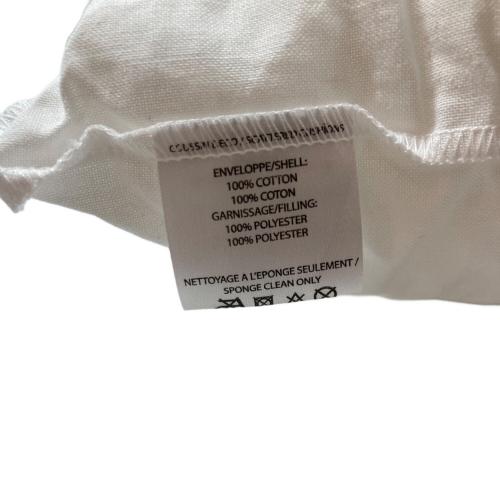 ENVELOPPE/SHELL:
100% COTTON
100% COTON
GARNISSAGE/FILLING:
100% POLYESTER
100% POLYESTER
NETTOYAGE A L'EPONGE SEULEMENT /
SPONGE CLEAN ONLY